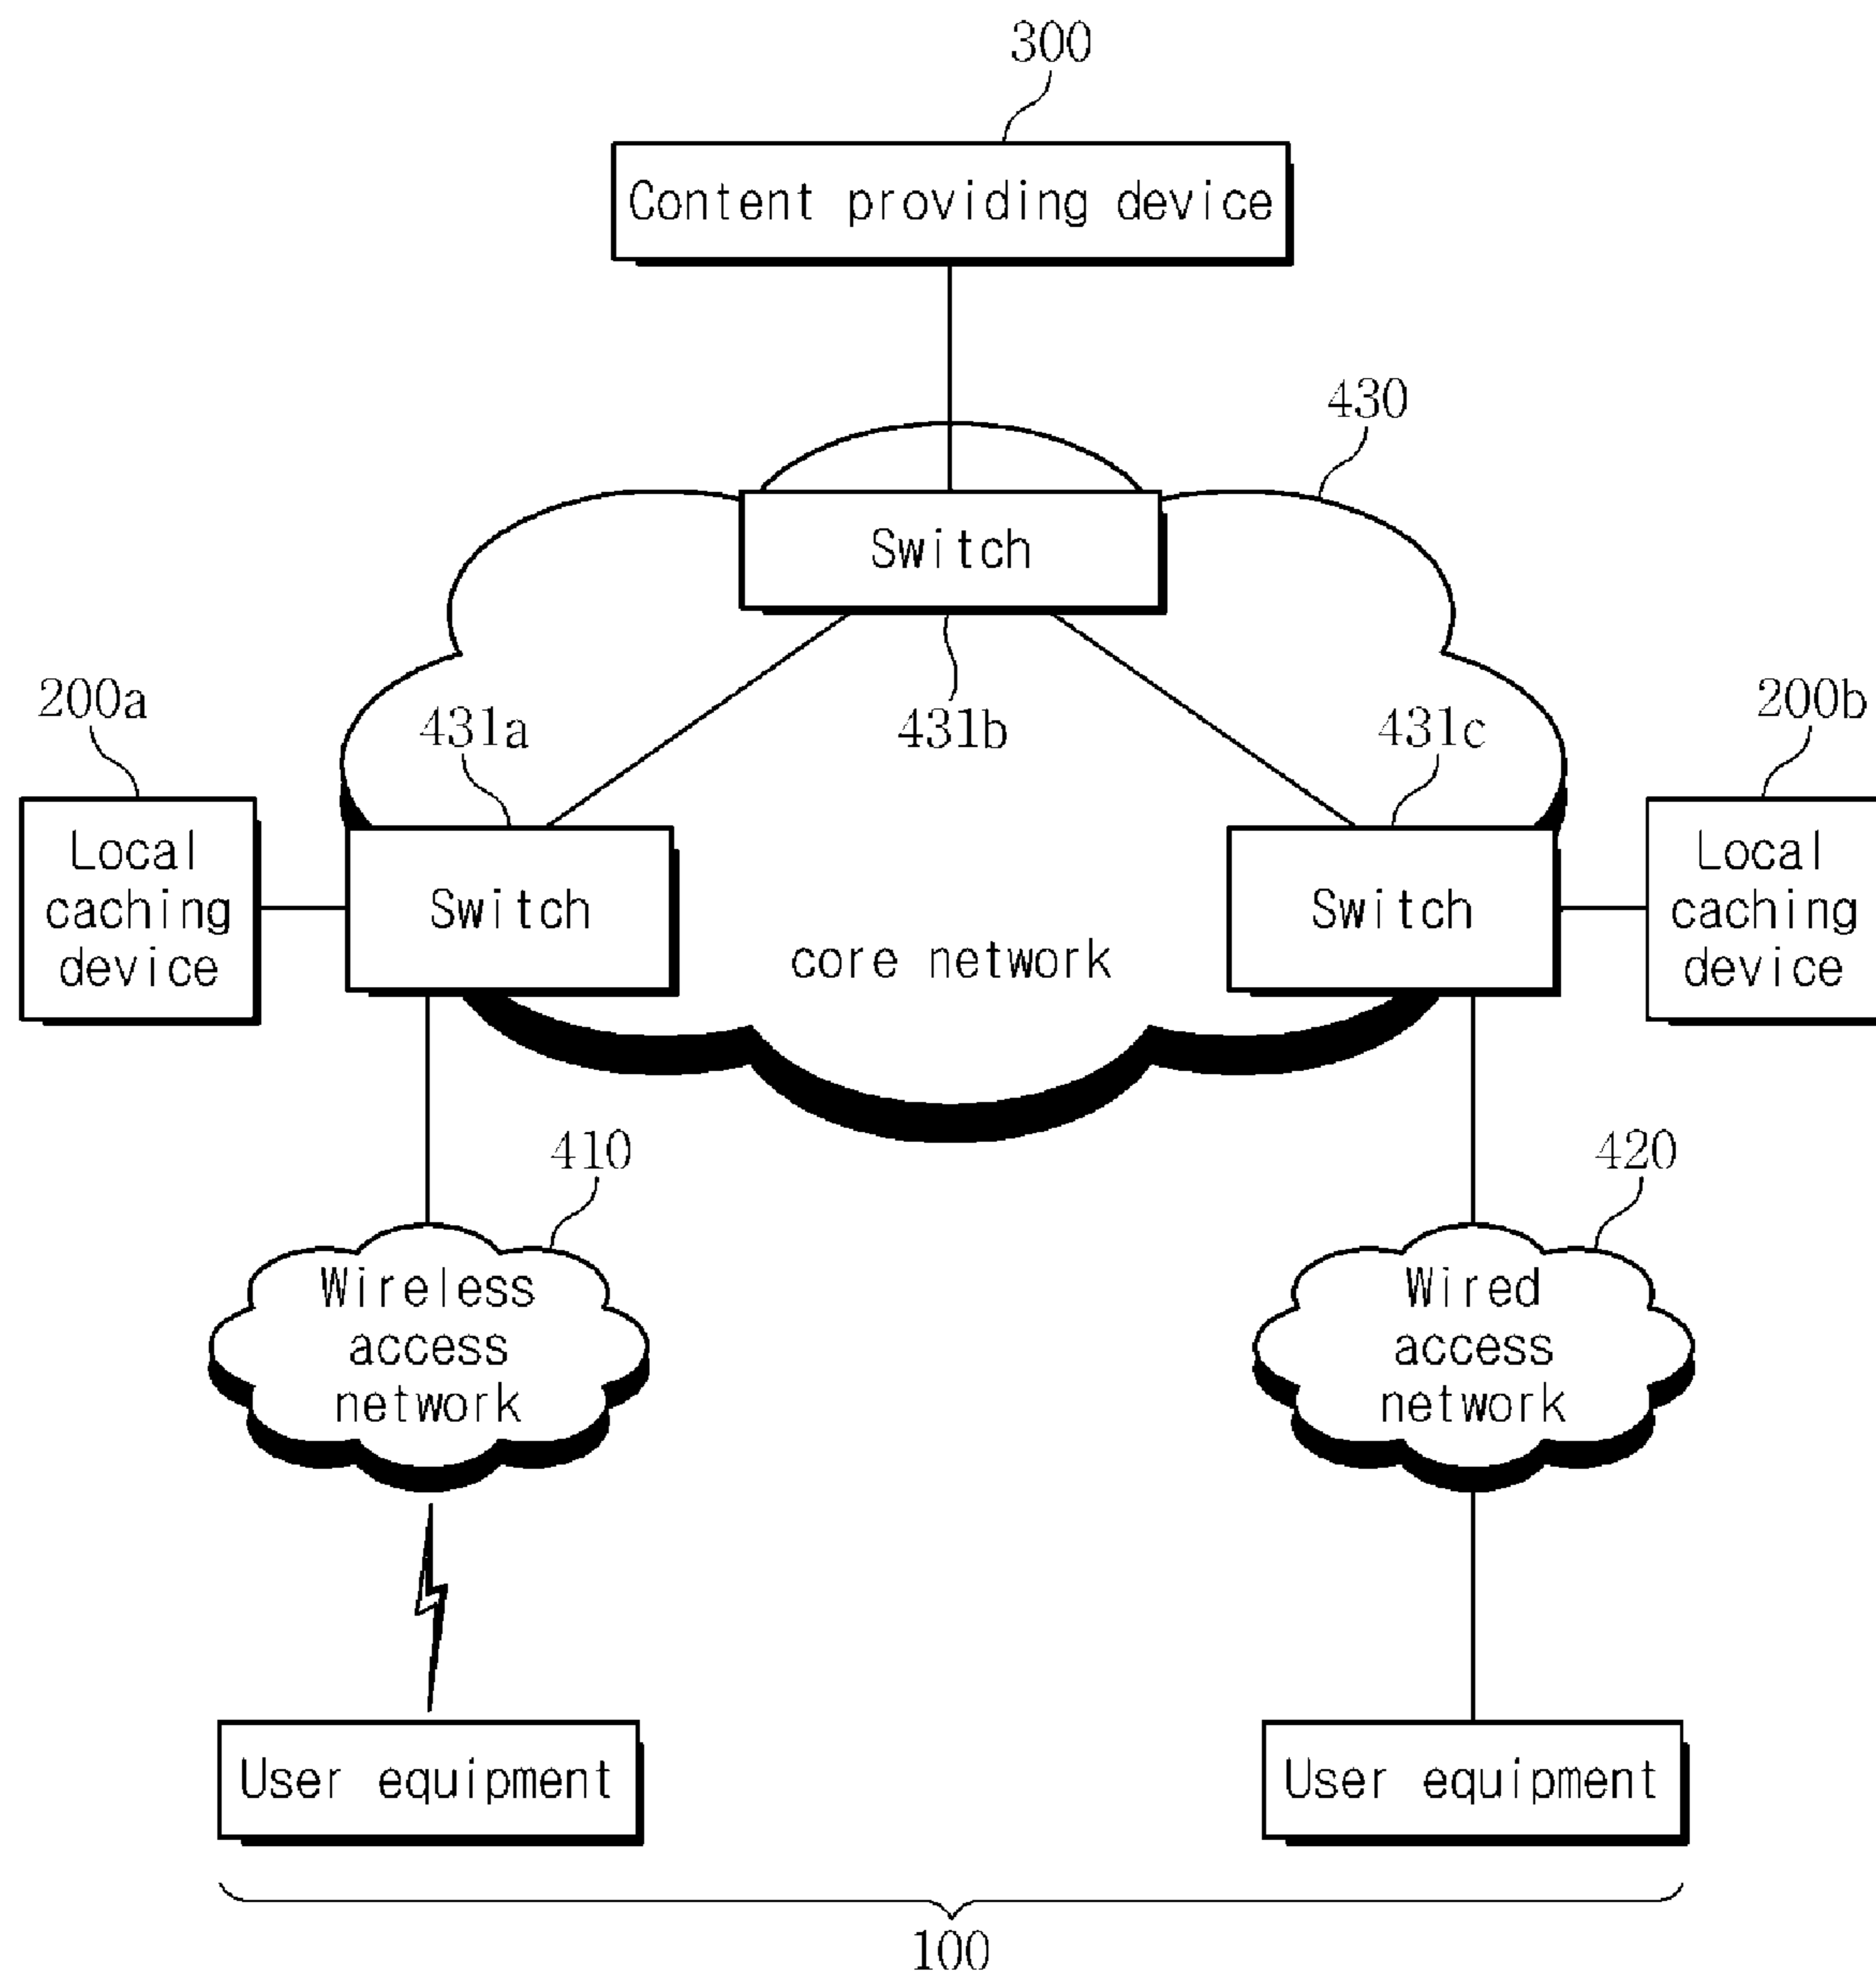 300
Content providing device
430
Switch
200a
431a
431b
431c
200b
Local
caching
device
Switch
core network
Switch
Local
caching
device
410
420
Wireless
access
network
Wired
access
network
User equipment
User equipment
100